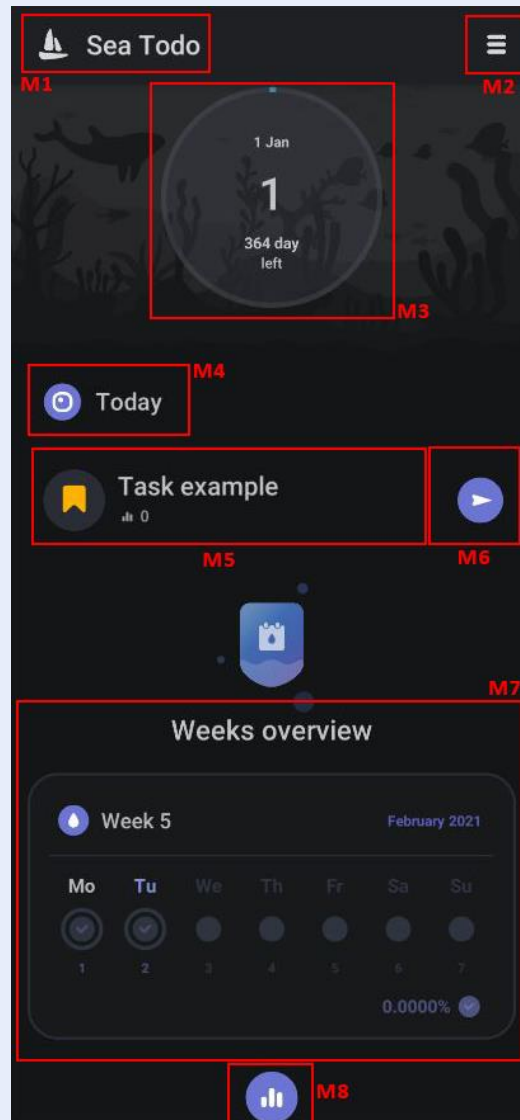 Sea Todo
M1
M2
1 Jan
1
364 day
left
M3
M4
Today
Task example
0
M5
M6
M7
Weeks overview
Week 5
February 2021
Mo Tu We Th Fr Sa Su
1 2 3 4 5 6 7
0.0000%
M8